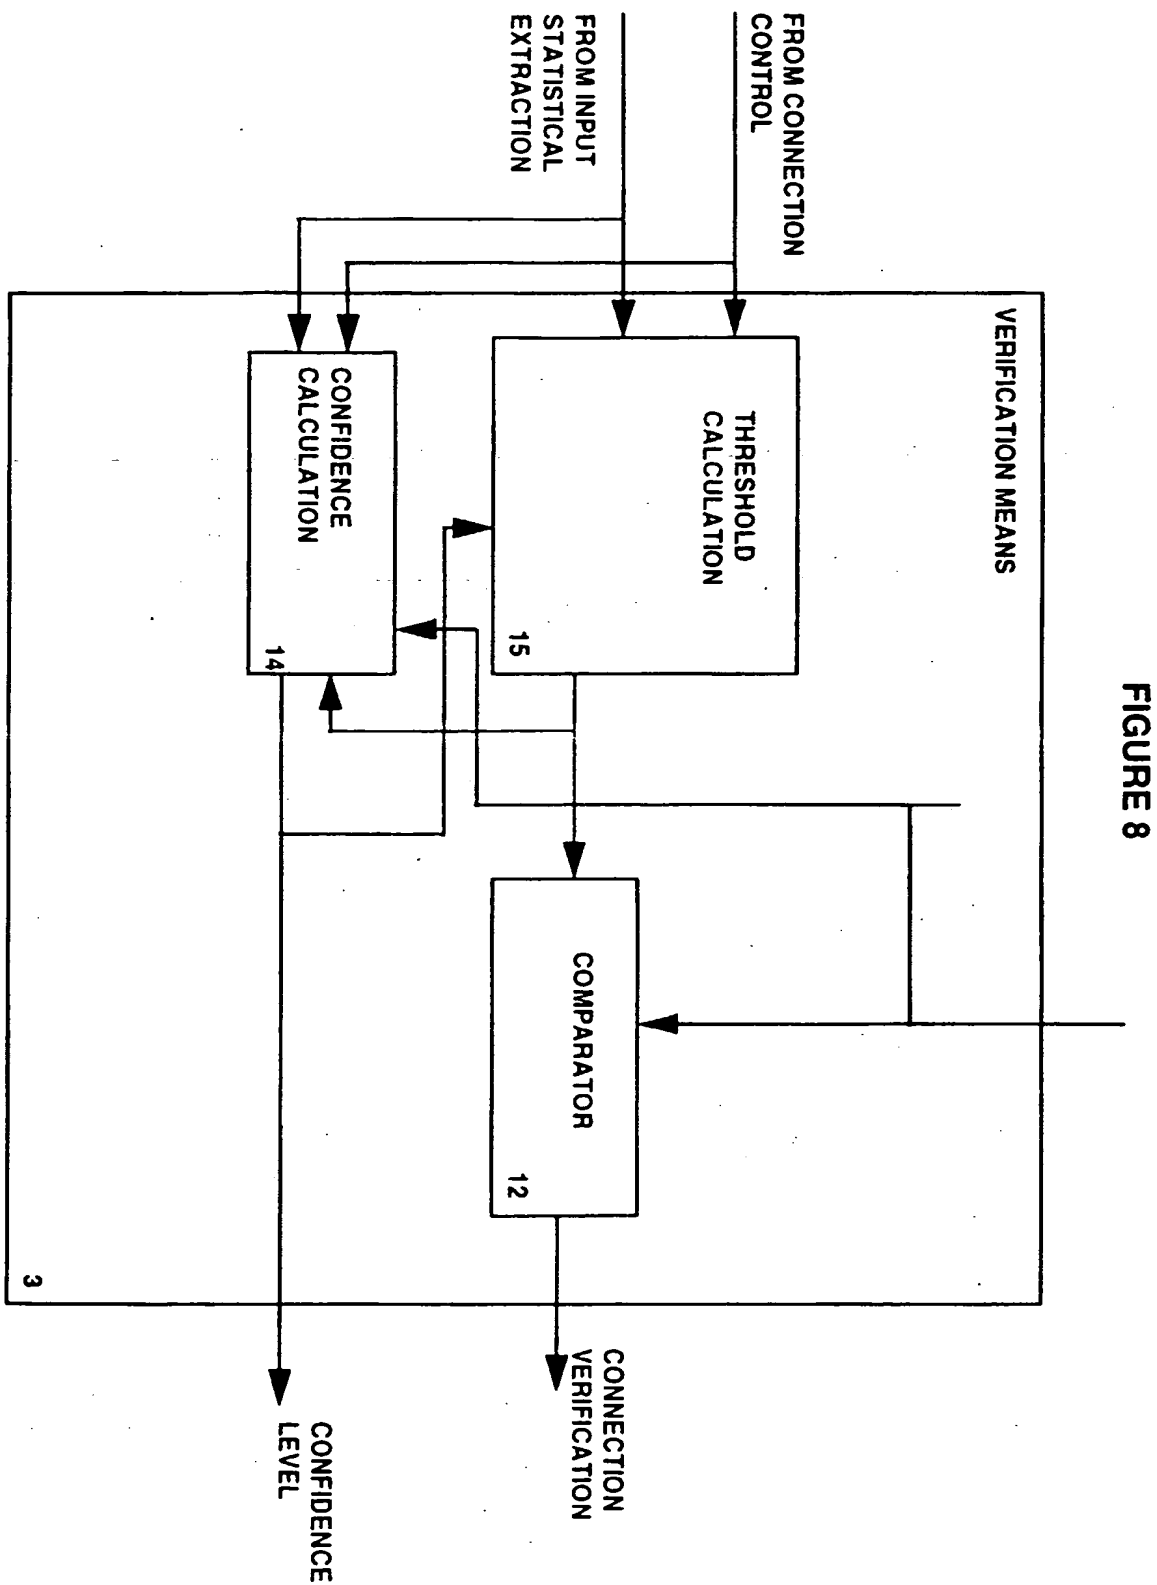 FIGURE 8
VERIFICATION MEANS
FROM CONNECTION
CONTROL
FROM INPUT
STATISTICAL
EXTRACTION
THRESHOLD
CALCULATION
15
CONFIDENCE
CALCULATION
14
COMPARATOR
12
CONNECTION
VERIFICATION
CONFIDENCE
LEVEL
3